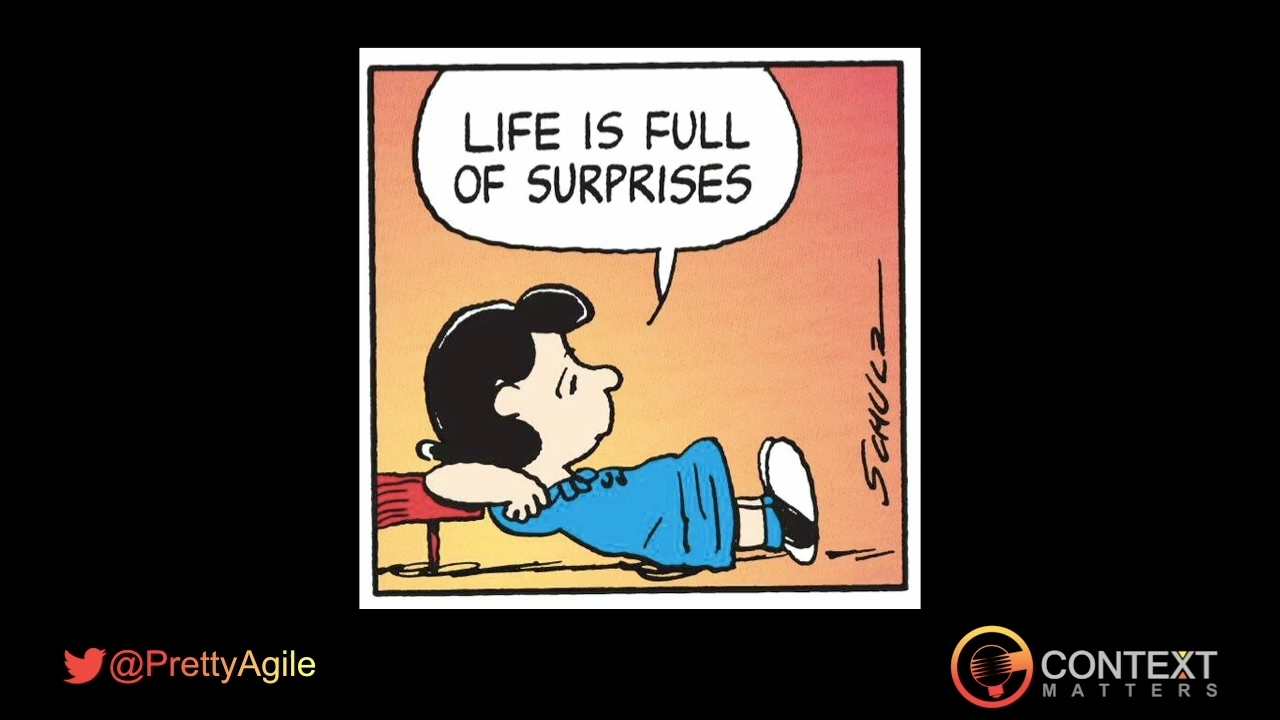 LIFE IS FULL
OF SURPRISES
SCHULZ
@PrettyAgile
CONTEXT
MATTERS